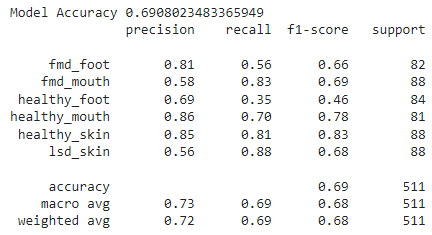 Model Accuracy 0.6908023483365949
precision recall f1-score support
fmd_foot 0.81 0.56 0.66 82
fmd_mouth 0.58 0.83 0.69 88
healthy_foot 0.69 0.35 0.46 84
healthy_mouth 0.86 0.70 0.78 81
healthy_skin 0.85 0.81 0.83 88
lsd_skin 0.56 0.88 0.68 88
accuracy 0.69 511
macro avg 0.73 0.69 0.68 511
weighted avg 0.72 0.69 0.68 511